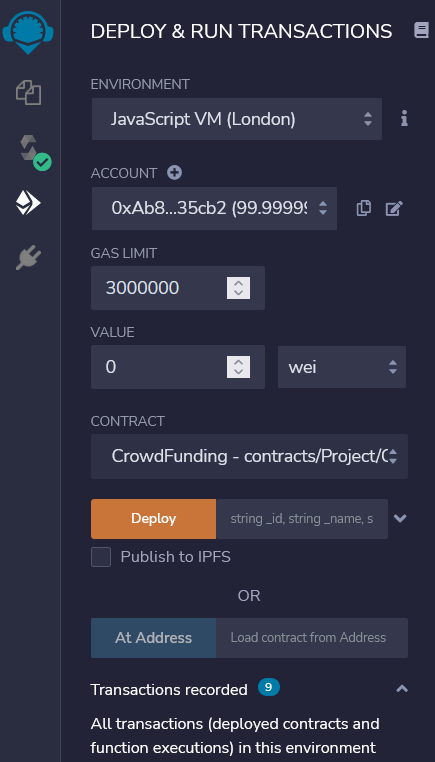 DEPLOY & RUN TRANSACTIONS
ENVIRONMENT
JavaScript VM (London)
ACCOUNT
0xAb8...35cb2 (99.9999
GAS LIMIT
3000000
VALUE
0 wei
CONTRACT
CrowdFunding - contracts/Project/C
Deploy string _id, string _name, s
Publish to IPFS
OR
At Address Load contract from Address
Transactions recorded 9
All transactions (deployed contracts and
function executions) in this environment